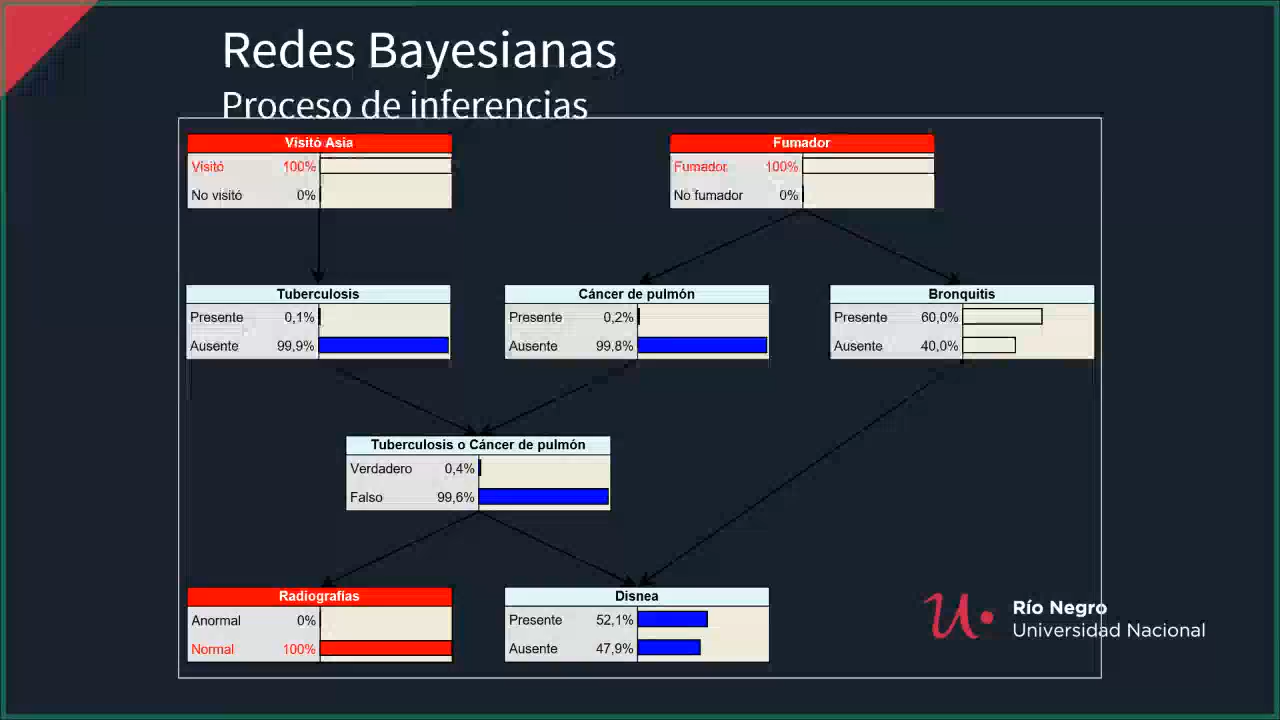 Redes Bayesianas
Proceso de inferencias
Visitó Asia
Visitó 100%
No visitó 0%
Fumador
Fumador 100%
No fumador 0%
Tuberculosis
Presente 0,1%
Ausente 99,9%
Cáncer de pulmón
Presente 0,2%
Ausente 99,8%
Bronquitis
Presente 60,0%
Ausente 40,0%
Tuberculosis o Cáncer de pulmón
Verdadero 0,4%
Falso 99,6%
Radiografías
Anormal 0%
Normal 100%
Disnea
Presente 52,1%
Ausente 47,9%
Río Negro
Universidad Nacional